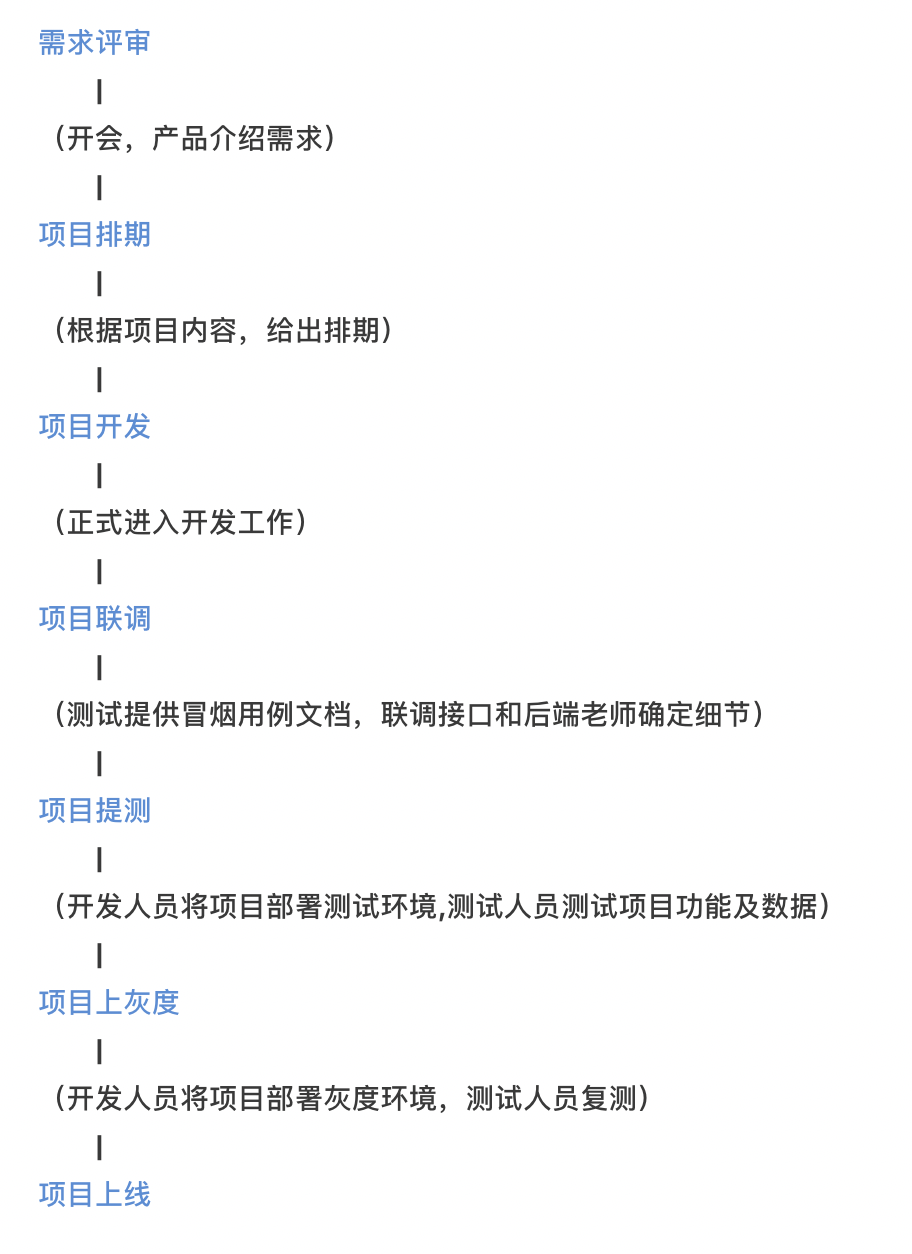 需求评审
|
（开会，产品介绍需求）
|
项目排期
|
（根据项目内容，给出排期）
|
项目开发
|
（正式进入开发工作）
|
项目联调
|
（测试提供冒烟用例文档，联调接口和后端老师确定细节）
|
项目提测
|
（开发人员将项目部署测试环境,测试人员测试项目功能及数据）
|
项目上灰度
|
（开发人员将项目部署灰度环境，测试人员复测）
|
项目上线